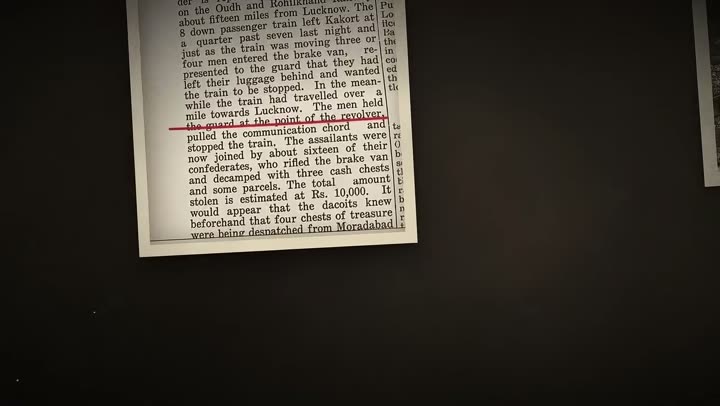 on the Oudh and Rohilkhand
about fifteen miles from Lucknow. The
8 down passenger train left Kakort at
a quarter past seven last night and
just as the train was moving three or
four men entered the brake van, re-
presented to the guard that they had
left their luggage behind and wanted
the train to be stopped. In the mean-
while the train had travelled over a
mile towards Lucknow. The men held
the guard at the point of the revolver,
pulled the communication chord and
stopped the train. The assailants were
now joined by about sixteen of their
confederates, who rifled the brake van
and decamped with three cash chests
and some parcels. The total amount
stolen is estimated at Rs. 10,000. It
would appear that the dacoits knew
beforehand that four chests of treasure
were being despatched from Moradabad